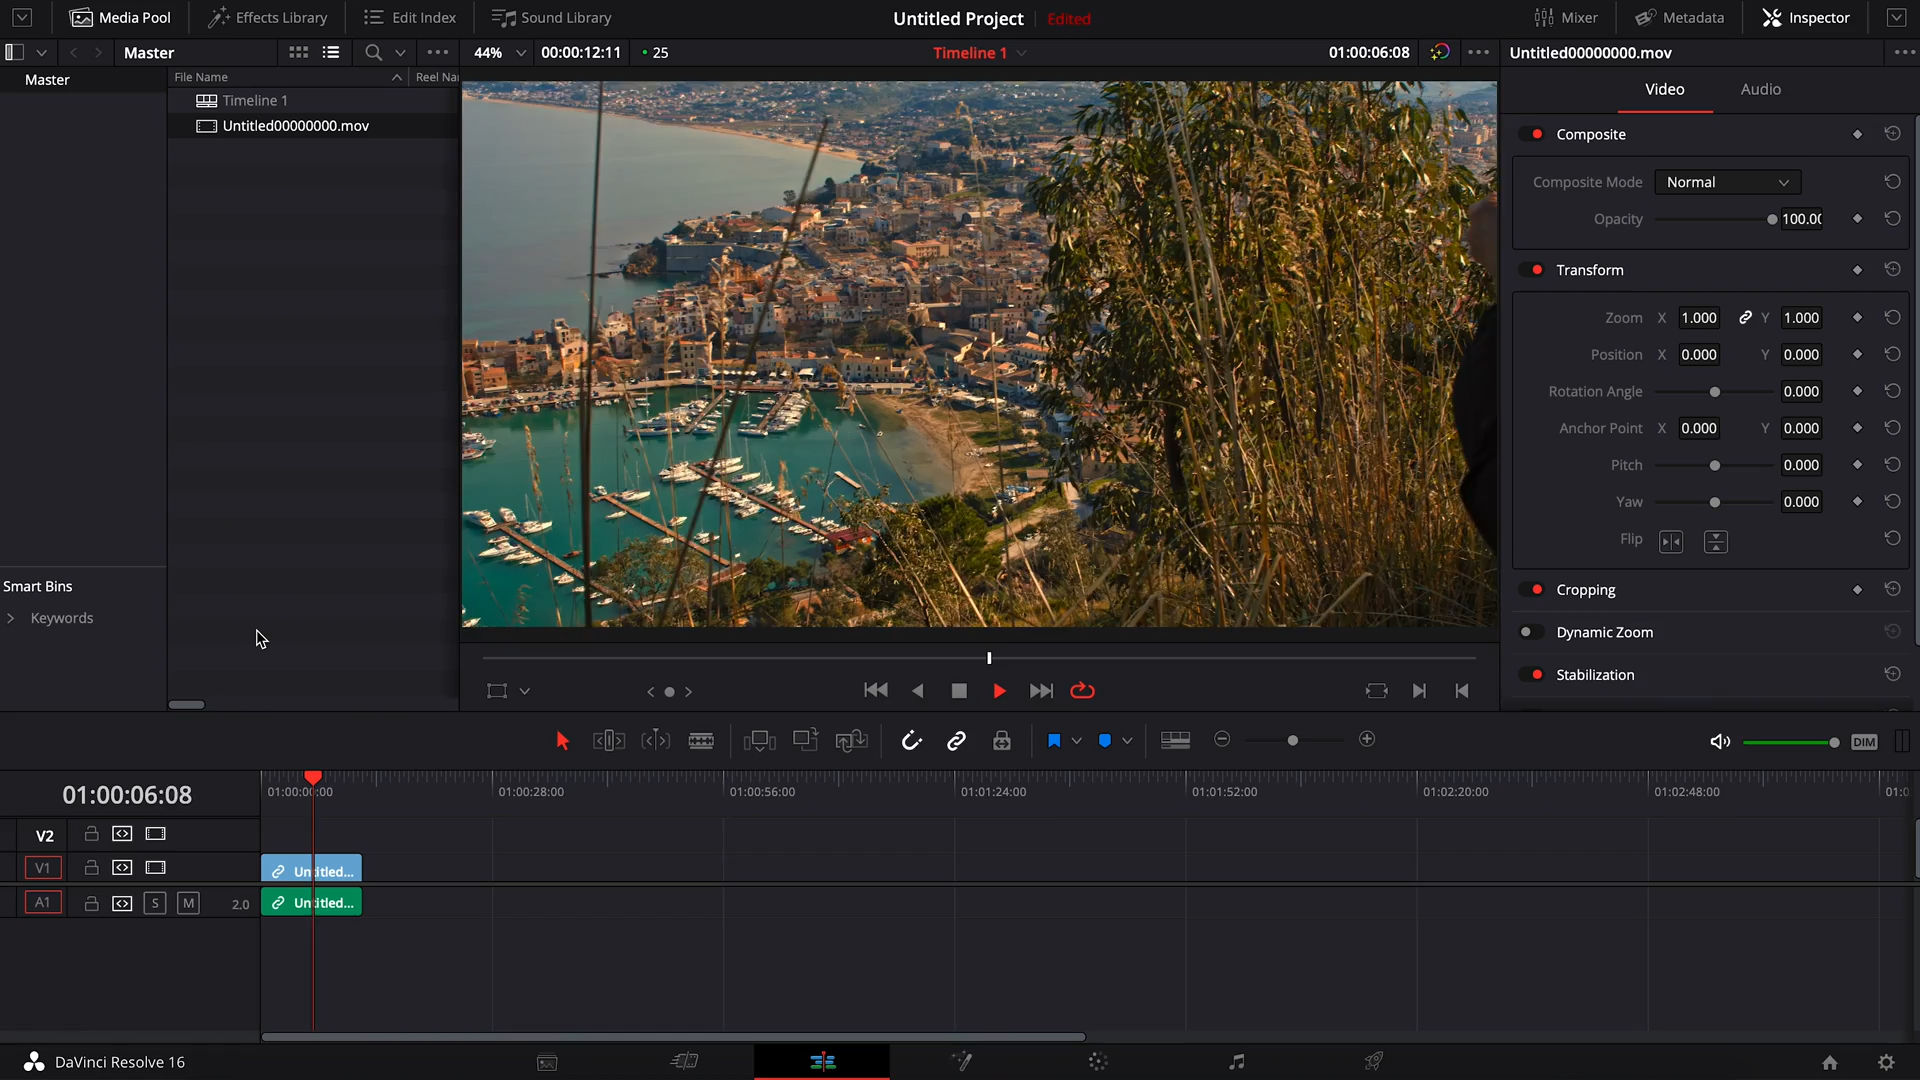 Media Pool
Effects Library
Edit Index
Sound Library
Untitled Project
Edited
Mixer
Metadata
Inspector
Master
44%
00:00:12:11
25
Timeline 1
01:00:06:08
Untitled00000000.mov
Master
File Name
Reel Na
Timeline 1
Untitled00000000.mov
Smart Bins
Keywords
Video
Audio
Composite
Composite Mode
Normal
Opacity
100.00
Transform
Zoom X 1.000 Y 1.000
Position X 0.000 Y 0.000
Rotation Angle 0.000
Anchor Point X 0.000 Y 0.000
Pitch 0.000
Yaw 0.000
Flip
Cropping
Dynamic Zoom
Stabilization
DIM
01:00:06:08
01:00:00:00
01:00:28:00
01:00:56:00
01:01:24:00
01:01:52:00
01:02:20:00
01:02:48:00
01:0
V2
V1
Untitled...
A1
S
M
2.0
Untitled...
DaVinci Resolve 16